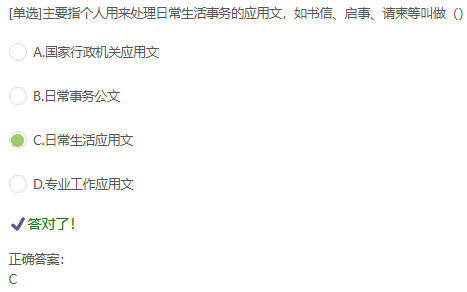 [单选]主要指个人用来处理日常生活事务的应用文，如书信、启事、请柬等叫做（）
A.国家行政机关应用文
B.日常事务公文
C.日常生活应用文
D.专业工作应用文
答对了！
正确答案：
C